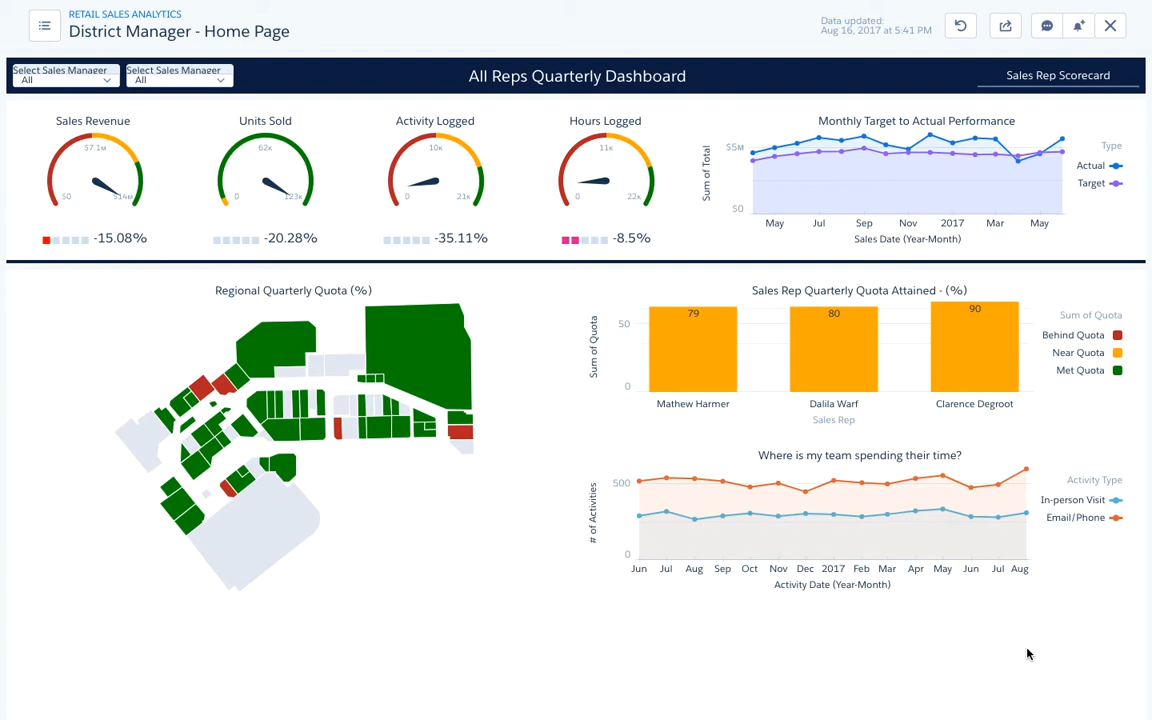 RETAIL SALES ANALYTICS
District Manager - Home Page
Data updated:
Aug 16, 2017 at 5:41 PM
Select Sales Manager
All
Select Sales Manager
All
All Reps Quarterly Dashboard
Sales Rep Scorecard
Sales Revenue
$7.1M
$0
$14M
-15.08%
Units Sold
62K
0
123K
-20.28%
Activity Logged
10K
0
21K
-35.11%
Hours Logged
11K
0
22K
-8.5%
Monthly Target to Actual Performance
Sum of Total
$5M
$0
May Jul Sep Nov 2017 Mar May
Sales Date (Year-Month)
Type
Actual
Target
Regional Quarterly Quota (%)
Sales Rep Quarterly Quota Attained - (%)
Sum of Quota
50
0
79
80
90
Mathew Harmer Dalila Warf Clarence Degroot
Sales Rep
Sum of Quota
Behind Quota
Near Quota
Met Quota
Where is my team spending their time?
# of Activities
500
0
Jun Jul Aug Sep Oct Nov Dec 2017 Feb Mar Apr May Jun Jul Aug
Activity Date (Year-Month)
Activity Type
In-person Visit
Email/Phone